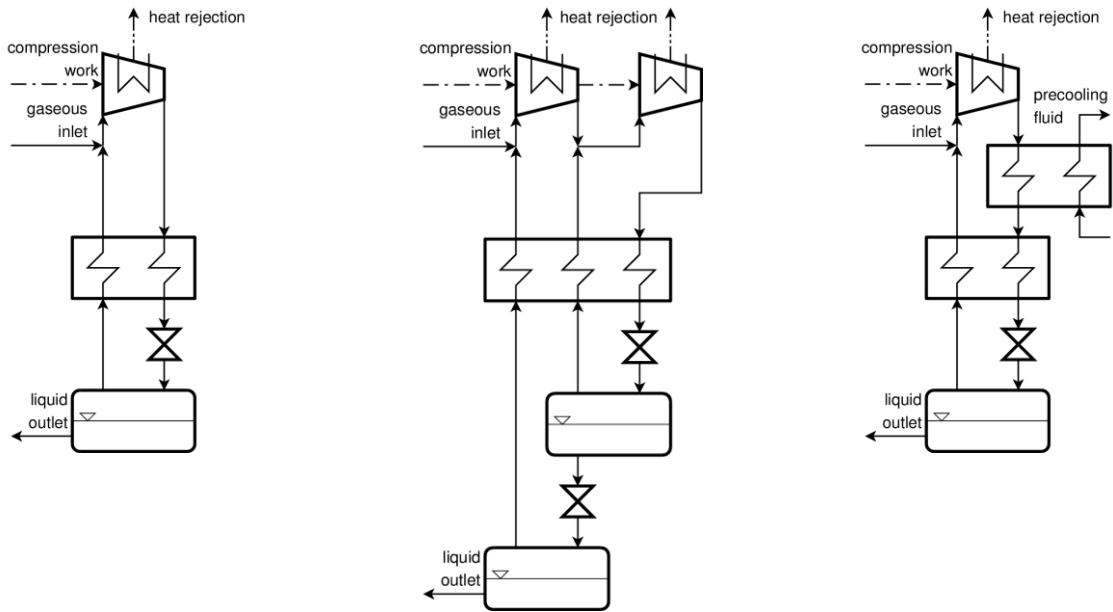 heat rejection
compression
work
gaseous
inlet
liquid
outlet
heat rejection
compression
work
gaseous
inlet
liquid
outlet
heat rejection
compression
work
gaseous
inlet
precooling
fluid
liquid
outlet